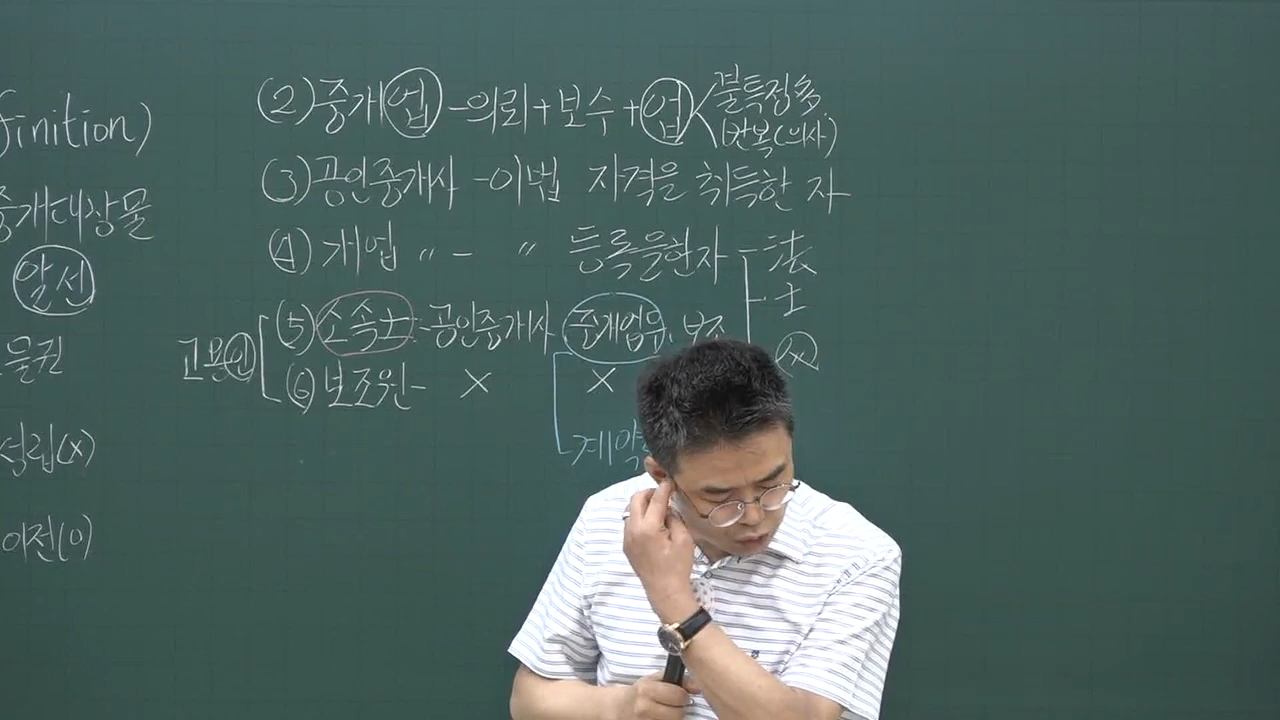 finition)
중개대상물
알선
물권
성립(x)
이전(0)
(2) 중개업 - 의뢰 + 보수 + 업 < 불특정多.
반복(의사)
(3) 공인중개사 - 이법 자격을 취득한 자
(4) 개업 〃 - 〃 등록을한자 - 法
士
(x)
고용인 (5) 소속士 - 공인중개사 중개업무, 보조
(6) 보조원 - x x
계약